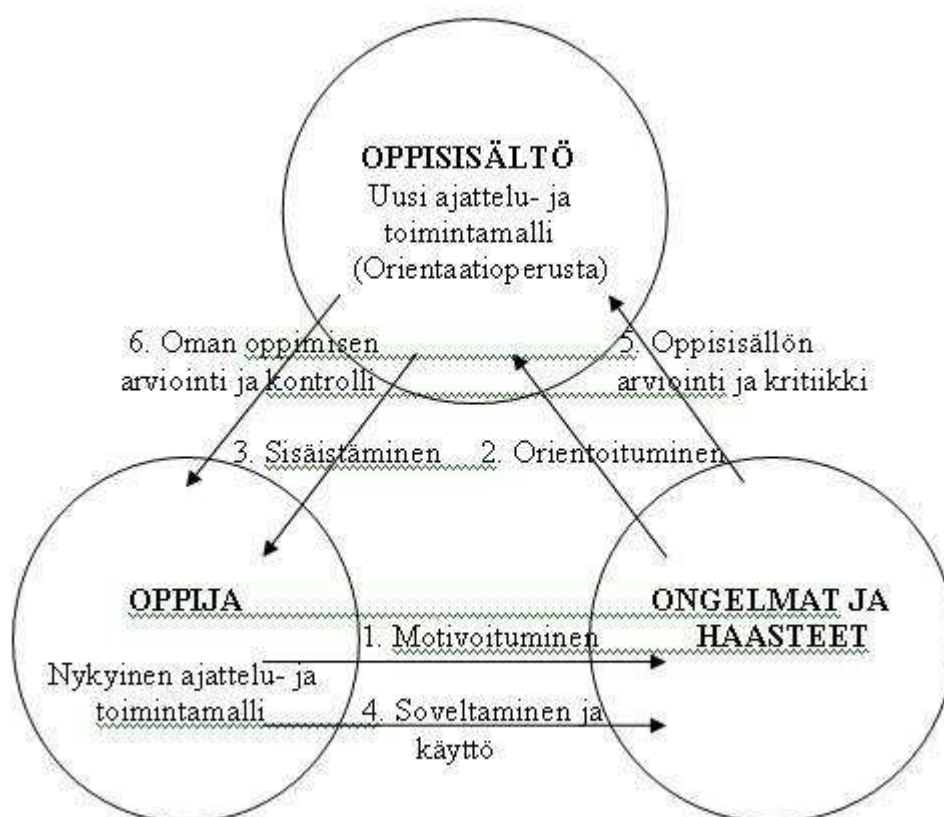 OPPISISÄLTÖ
Uusi ajattelu- ja
toimintamalli
(Orientaatioperusta)
6. Oman oppimisen
arviointi ja kontrolli
5. Oppisisällön
arviointi ja kritiikki
3. Sisäistäminen
2. Orientoituminen
OPPIJA
Nykyinen ajattelu- ja
toimintamalli
1. Motivoituminen
4. Soveltaminen ja
käyttö
ONGELMAT JA
HAASTEET